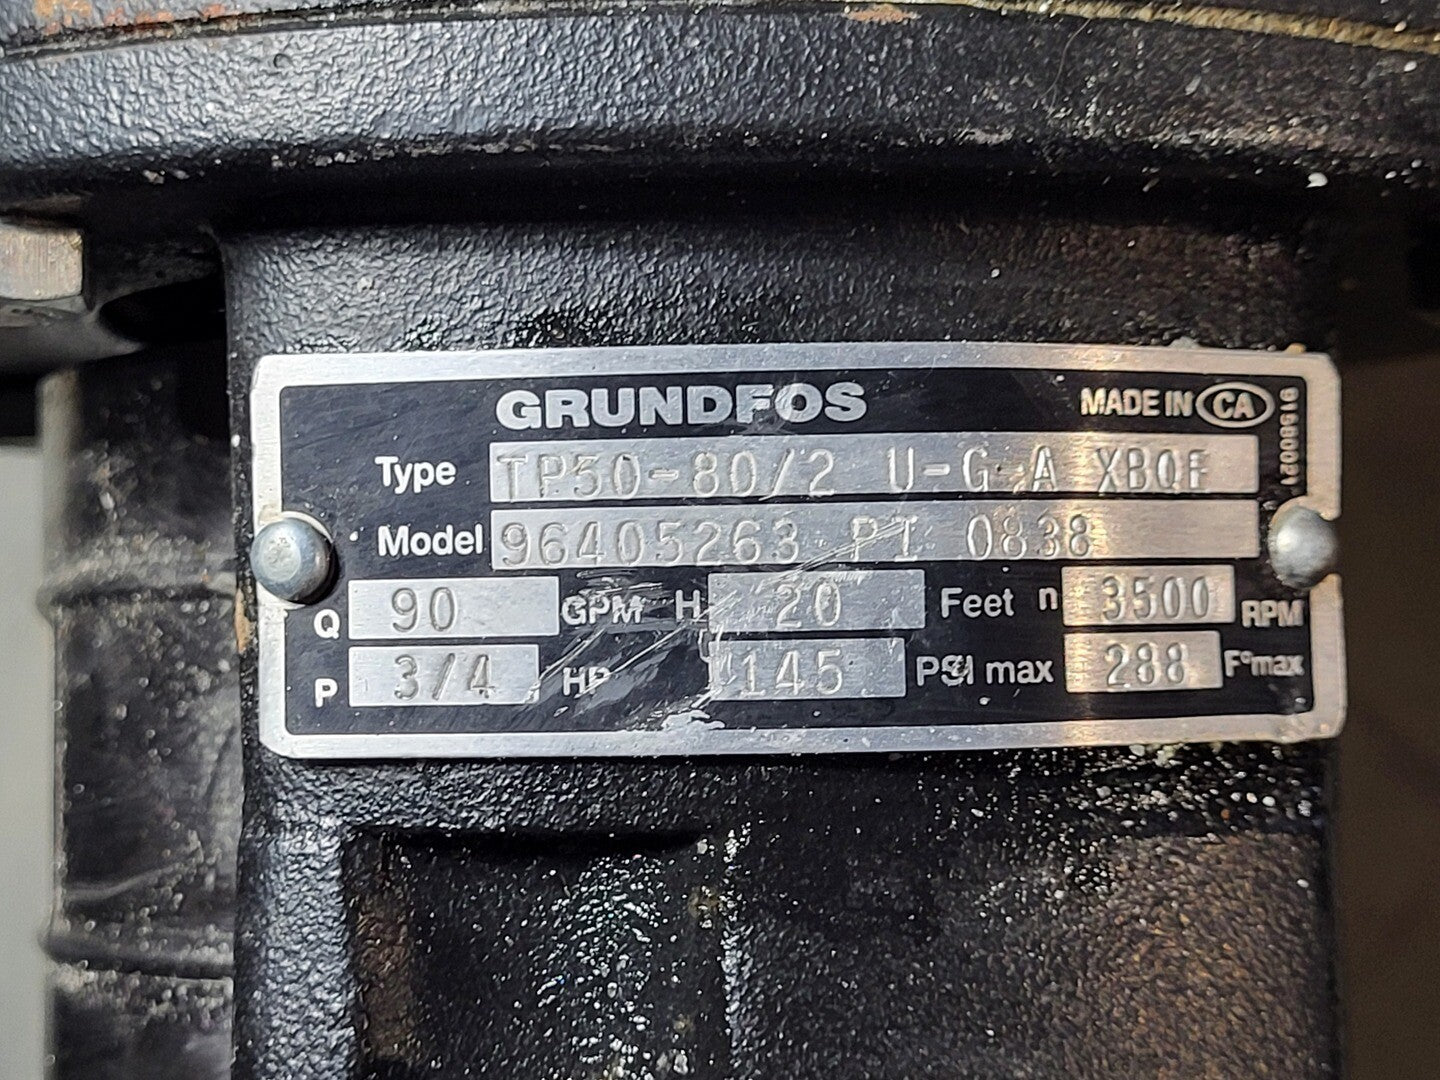 GRUNDFOS MADE IN CA
Type TP50-80/2 U-G-A XBQE
Model 96405263 P1 0838
Q 90 GPM H 20 Feet n 3500 RPM
P 3/4 HP 145 PSI max 288 F°max